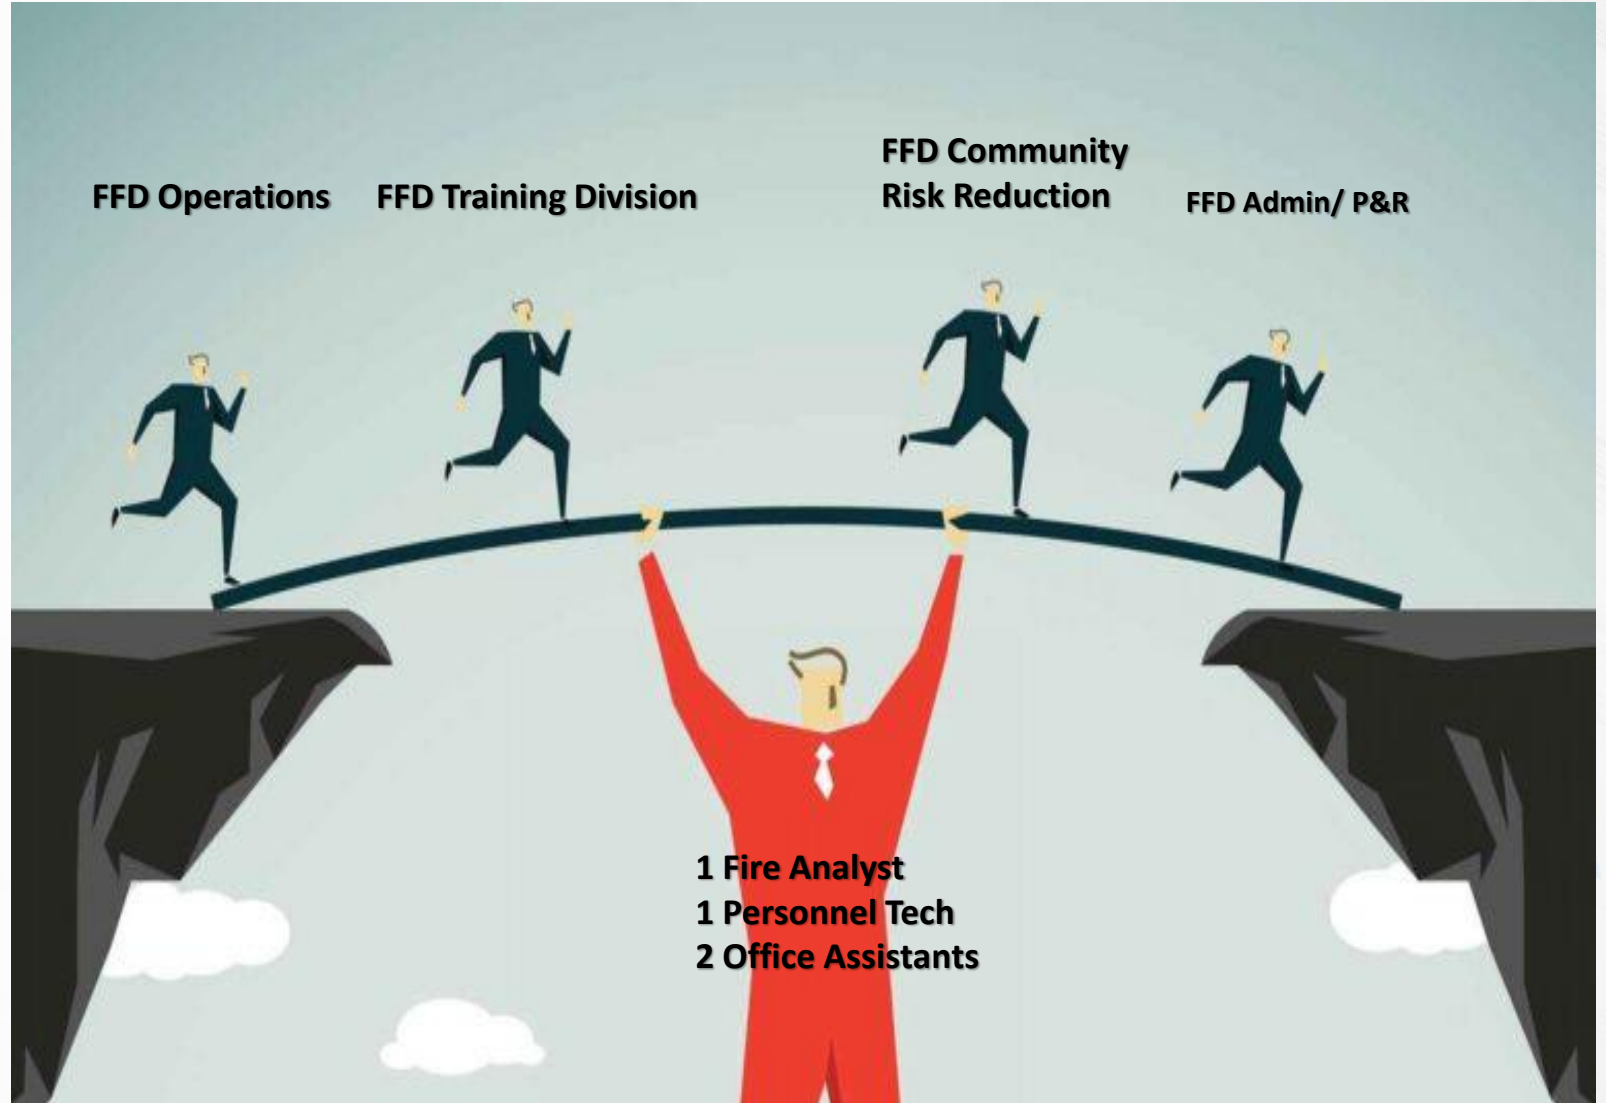 FFD Operations
FFD Training Division
FFD Community
Risk Reduction
FFD Admin/ P&R
1 Fire Analyst
1 Personnel Tech
2 Office Assistants